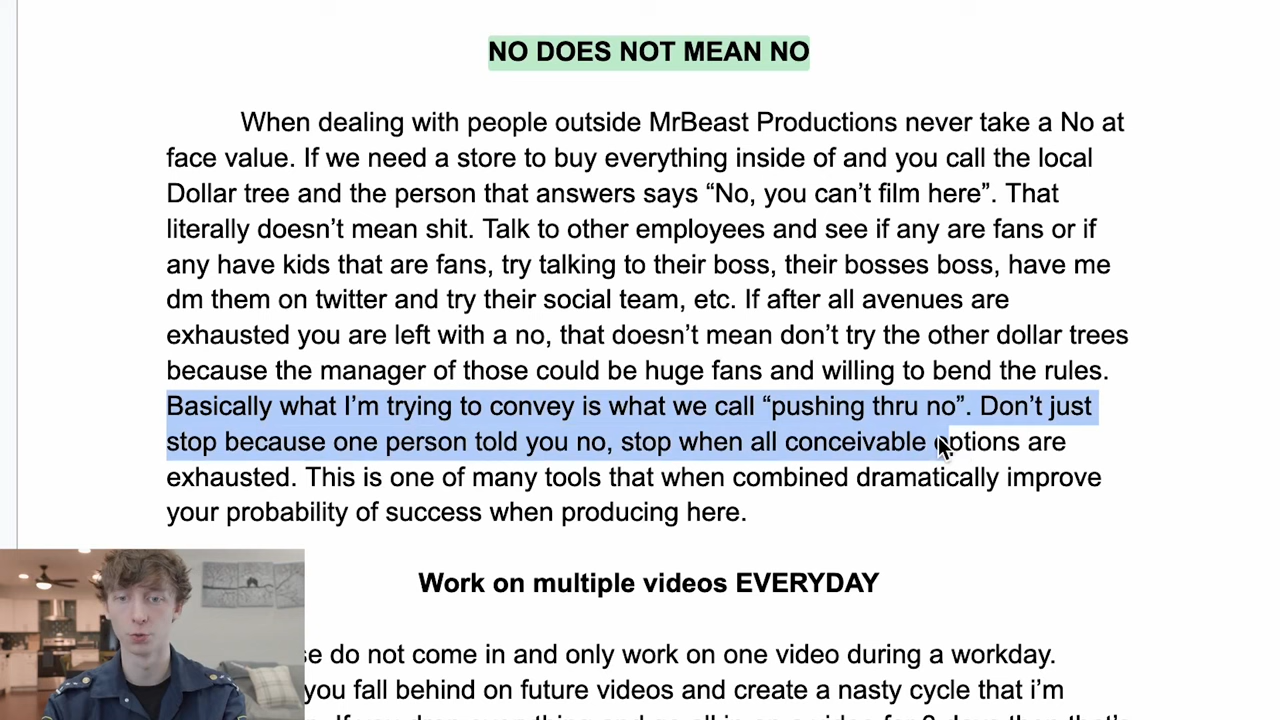 NO DOES NOT MEAN NO
When dealing with people outside MrBeast Productions never take a No at
face value. If we need a store to buy everything inside of and you call the local
Dollar tree and the person that answers says “No, you can’t film here”. That
literally doesn’t mean shit. Talk to other employees and see if any are fans or if
any have kids that are fans, try talking to their boss, their bosses boss, have me
dm them on twitter and try their social team, etc. If after all avenues are
exhausted you are left with a no, that doesn’t mean don’t try the other dollar trees
because the manager of those could be huge fans and willing to bend the rules.
Basically what I’m trying to convey is what we call “pushing thru no”. Don’t just
stop because one person told you no, stop when all conceivable options are
exhausted. This is one of many tools that when combined dramatically improve
your probability of success when producing here.
Work on multiple videos EVERYDAY
do not come in and only work on one video during a workday.
you fall behind on future videos and create a nasty cycle that i’m